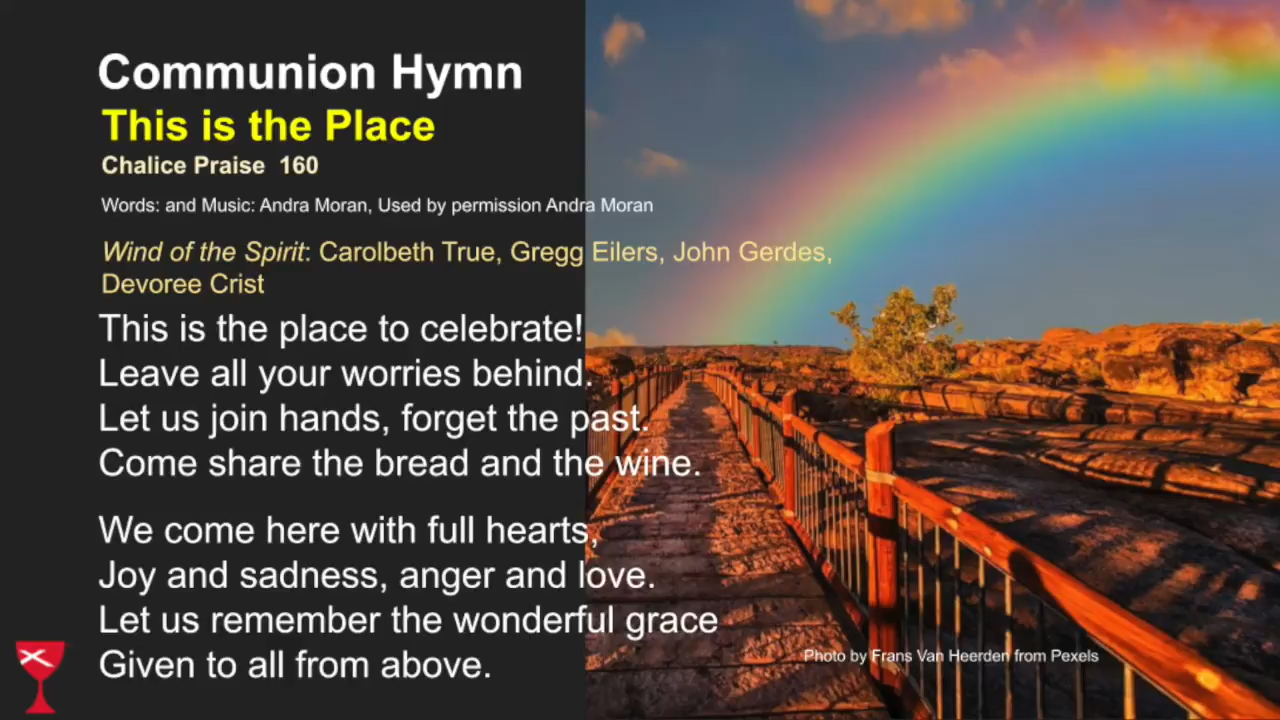 Communion Hymn
This is the Place
Chalice Praise 160
Words: and Music: Andra Moran, Used by permission Andra Moran
Wind of the Spirit: Carolbeth True, Gregg Eilers, John Gerdes,
Devoree Crist
This is the place to celebrate!
Leave all your worries behind.
Let us join hands, forget the past.
Come share the bread and the wine.
We come here with full hearts,
Joy and sadness, anger and love.
Let us remember the wonderful grace
Given to all from above.
Photo by Frans Van Heerden from Pexels